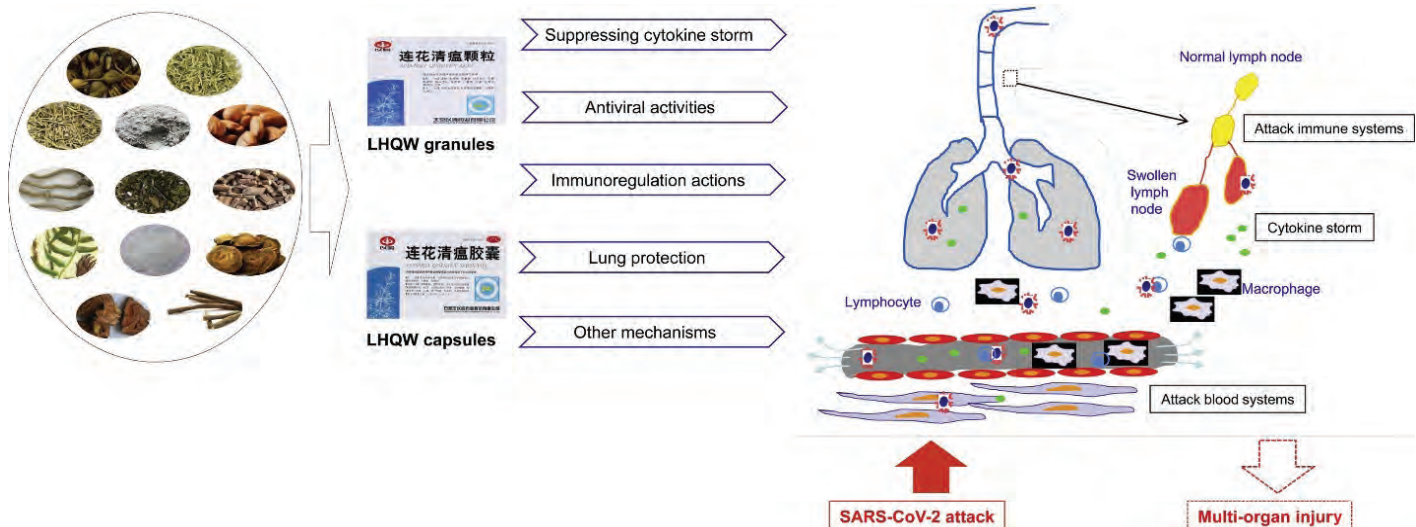 连花清瘟颗粒
LHQW granules
连花清瘟胶囊
LHQW capsules
Suppressing cytokine storm
Antiviral activities
Immunoregulation actions
Lung protection
Other mechanisms
Normal lymph node
Attack immune systems
Swollen
lymph
node
Cytokine storm
Lymphocyte
Macrophage
Attack blood systems
SARS-CoV-2 attack
Multi-organ injury